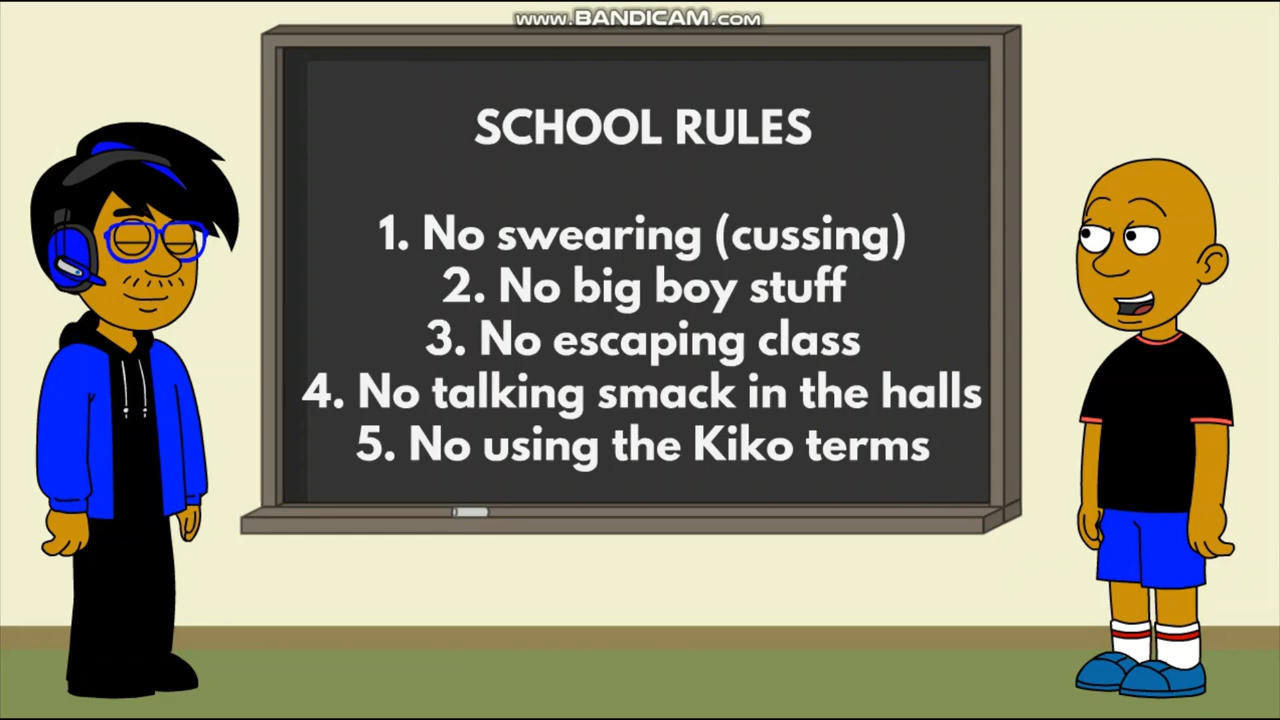 www.BANDICAM.com
SCHOOL RULES
1. No swearing (cussing)
2. No big boy stuff
3. No escaping class
4. No talking smack in the halls
5. No using the Kiko terms